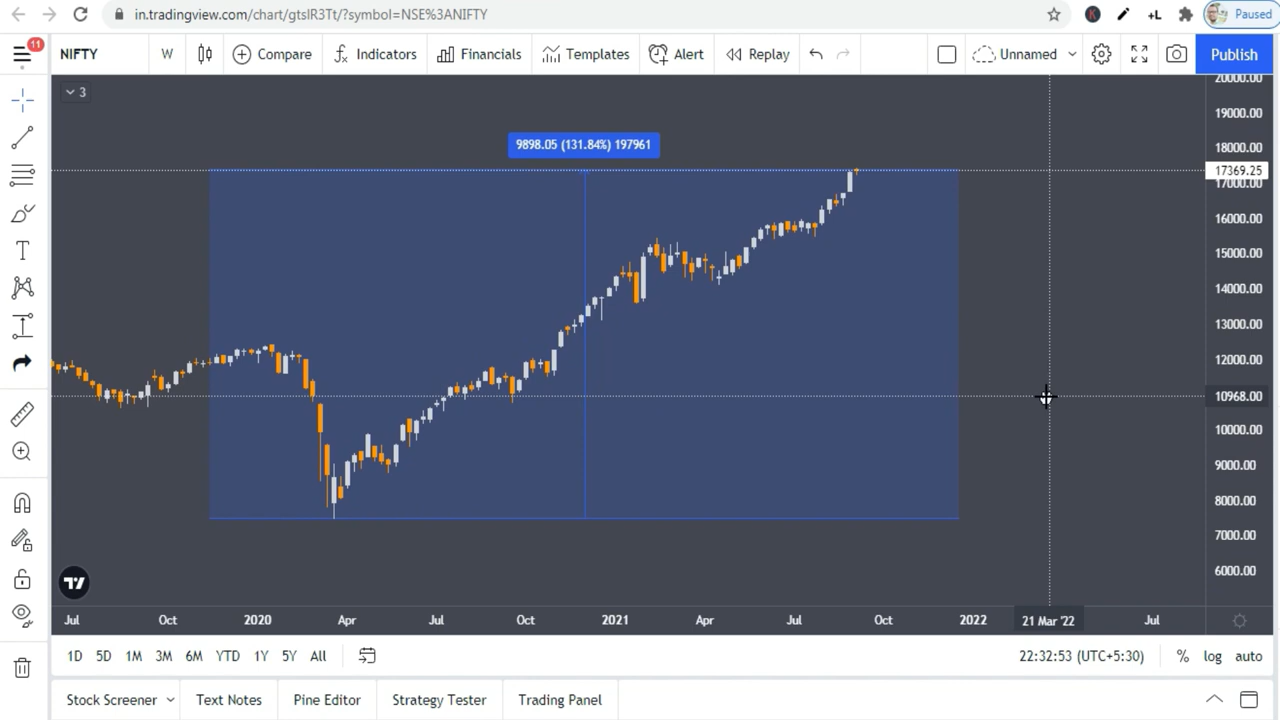 in.tradingview.com/chart/gtslR3Tt/?symbol=NSE%3ANIFTY
K
+L
Paused
11
NIFTY
W
Compare
Indicators
Financials
Templates
Alert
Replay
Unnamed
Publish
3
9898.05 (131.84%) 197961
20000.00
19000.00
18000.00
17369.25
17000.00
16000.00
15000.00
14000.00
13000.00
12000.00
10968.00
10000.00
9000.00
8000.00
7000.00
6000.00
T
Jul
Oct
2020
Apr
Jul
Oct
2021
Apr
Jul
Oct
2022
21 Mar '22
Jul
1D
5D
1M
3M
6M
YTD
1Y
5Y
All
22:32:53 (UTC+5:30)
%
log
auto
Stock Screener
Text Notes
Pine Editor
Strategy Tester
Trading Panel